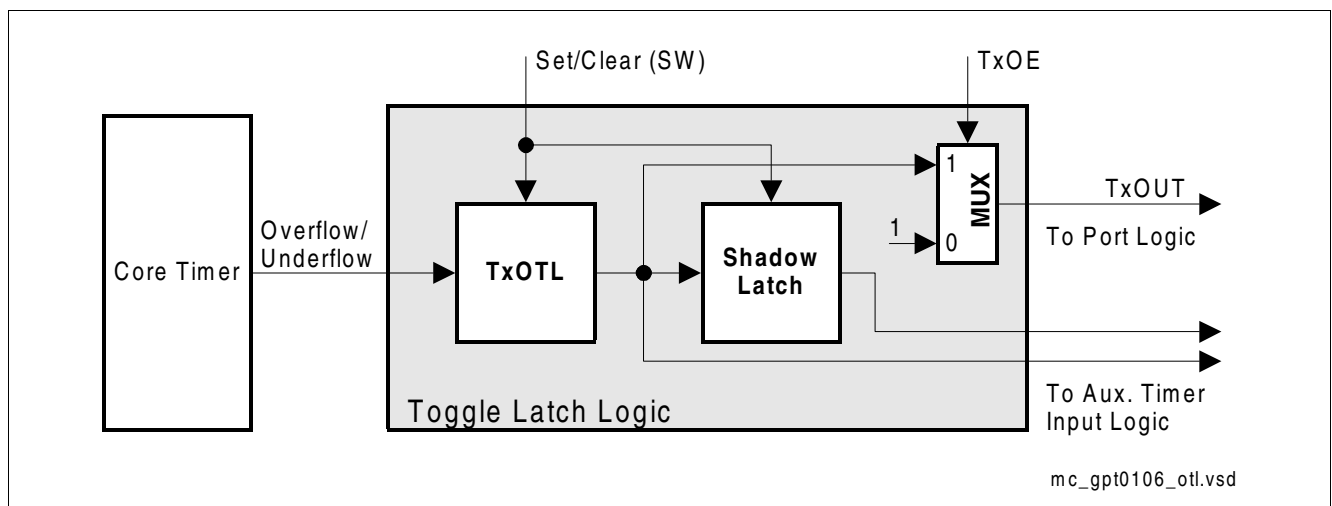 Set/Clear (SW)
TxOE
Core Timer
Overflow/
Underflow
TxOTL
Shadow
Latch
1
1
0
MUX
TxOUT
To Port Logic
Toggle Latch Logic
To Aux. Timer
Input Logic
mc_gpt0106_otl.vsd